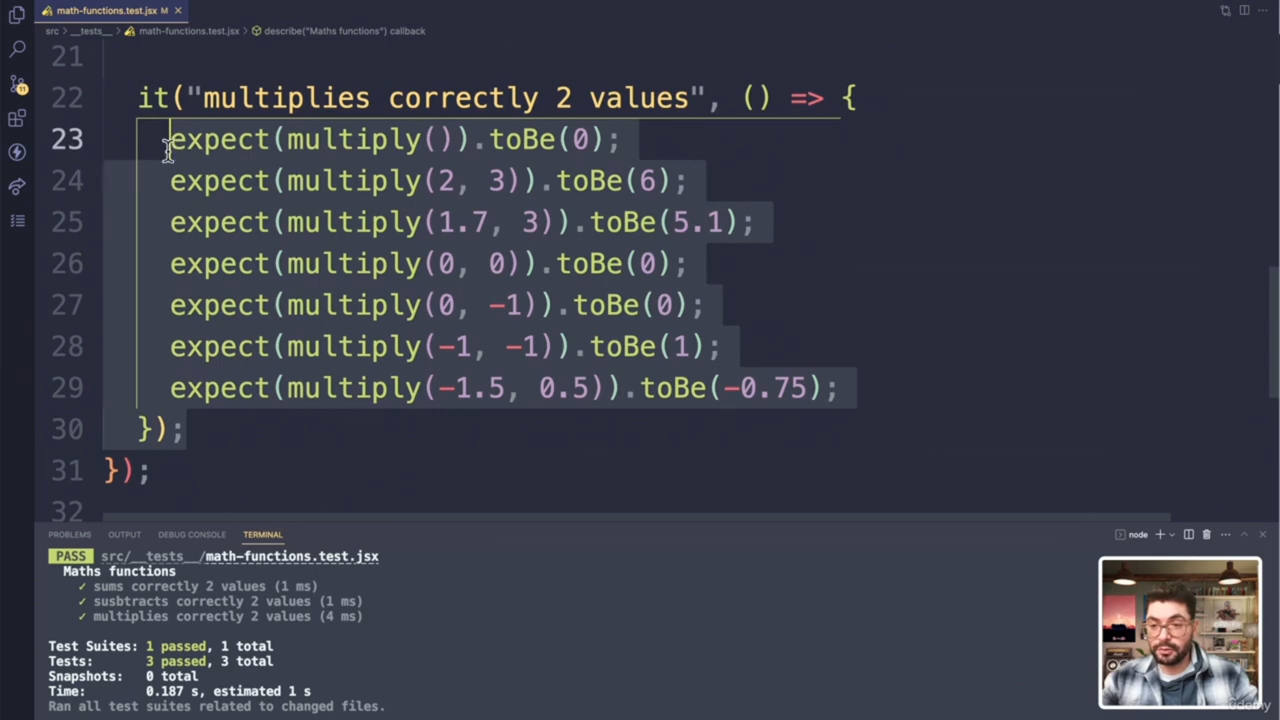 math-functions.test.jsx M
src > __tests__ > math-functions.test.jsx > describe("Maths functions") callback
21
22 it("multiplies correctly 2 values", () => {
23 expect(multiply()).toBe(0);
24 expect(multiply(2, 3)).toBe(6);
25 expect(multiply(1.7, 3)).toBe(5.1);
26 expect(multiply(0, 0)).toBe(0);
27 expect(multiply(0, -1)).toBe(0);
28 expect(multiply(-1, -1)).toBe(1);
29 expect(multiply(-1.5, 0.5)).toBe(-0.75);
30 });
31 });
32
11
PROBLEMS OUTPUT DEBUG CONSOLE TERMINAL
node
PASS src/__tests__/math-functions.test.jsx
Maths functions
✓ sums correctly 2 values (1 ms)
✓ susbtracts correctly 2 values (1 ms)
✓ multiplies correctly 2 values (4 ms)
Test Suites: 1 passed, 1 total
Tests: 3 passed, 3 total
Snapshots: 0 total
Time: 0.187 s, estimated 1 s
Ran all test suites related to changed files.
ûdemy